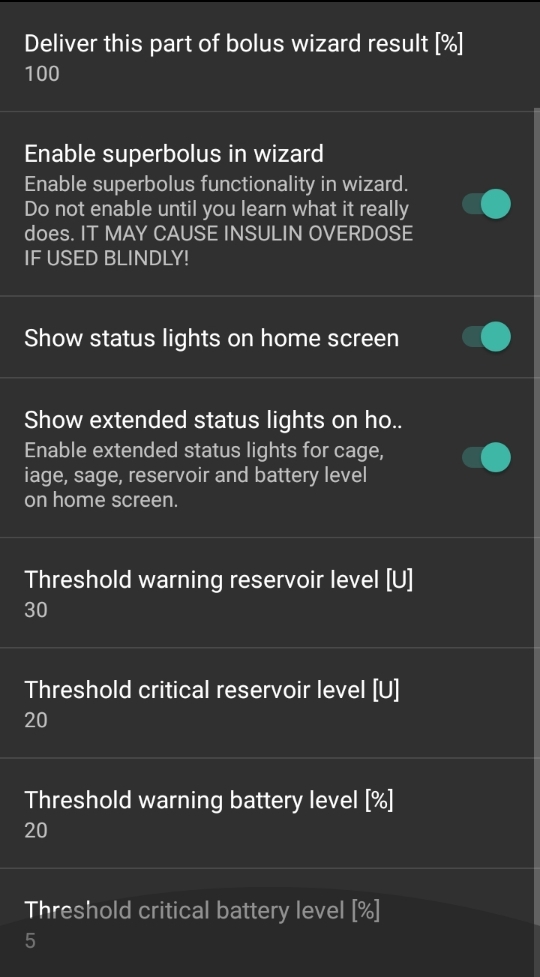 Deliver this part of bolus wizard result [%]
100
Enable superbolus in wizard
Enable superbolus functionality in wizard.
Do not enable until you learn what it really
does. IT MAY CAUSE INSULIN OVERDOSE
IF USED BLINDLY!
Show status lights on home screen
Show extended status lights on ho..
Enable extended status lights for cage,
iage, sage, reservoir and battery level
on home screen.
Threshold warning reservoir level [U]
30
Threshold critical reservoir level [U]
20
Threshold warning battery level [%]
20
Threshold critical battery level [%]
5